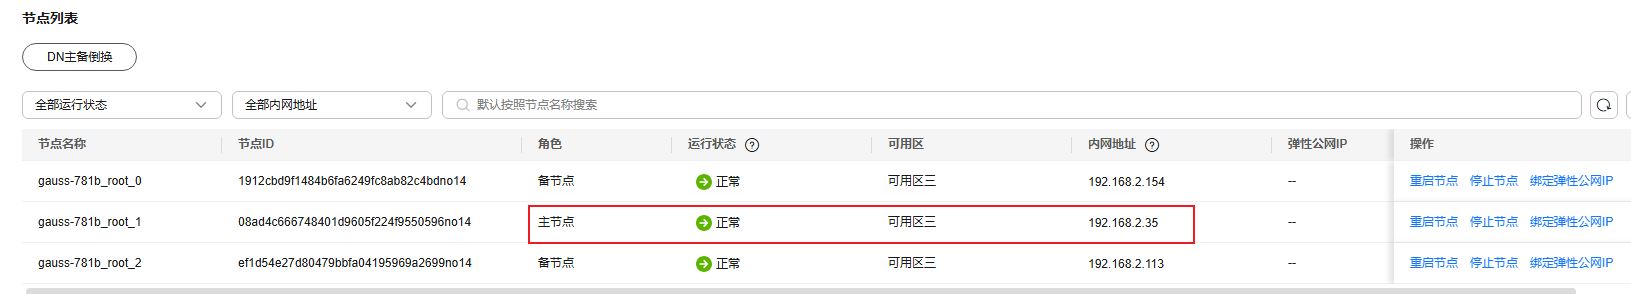 节点列表
DN主备倒换
全部运行状态 全部内网地址 默认按照节点名称搜索
节点名称 节点ID 角色 运行状态 可用区 内网地址 弹性公网IP 操作
gauss-781b_root_0 1912cbd9f1484b6fa6249fc8ab82c4bdno14 备节点 正常 可用区三 192.168.2.154 -- 重启节点 停止节点 绑定弹性公网IP
gauss-781b_root_1 08ad4c666748401d9605f224f9550596no14 主节点 正常 可用区三 192.168.2.35 -- 重启节点 停止节点 绑定弹性公网IP
gauss-781b_root_2 ef1d54e27d80479bbfa04195969a2699no14 备节点 正常 可用区三 192.168.2.113 -- 重启节点 停止节点 绑定弹性公网IP